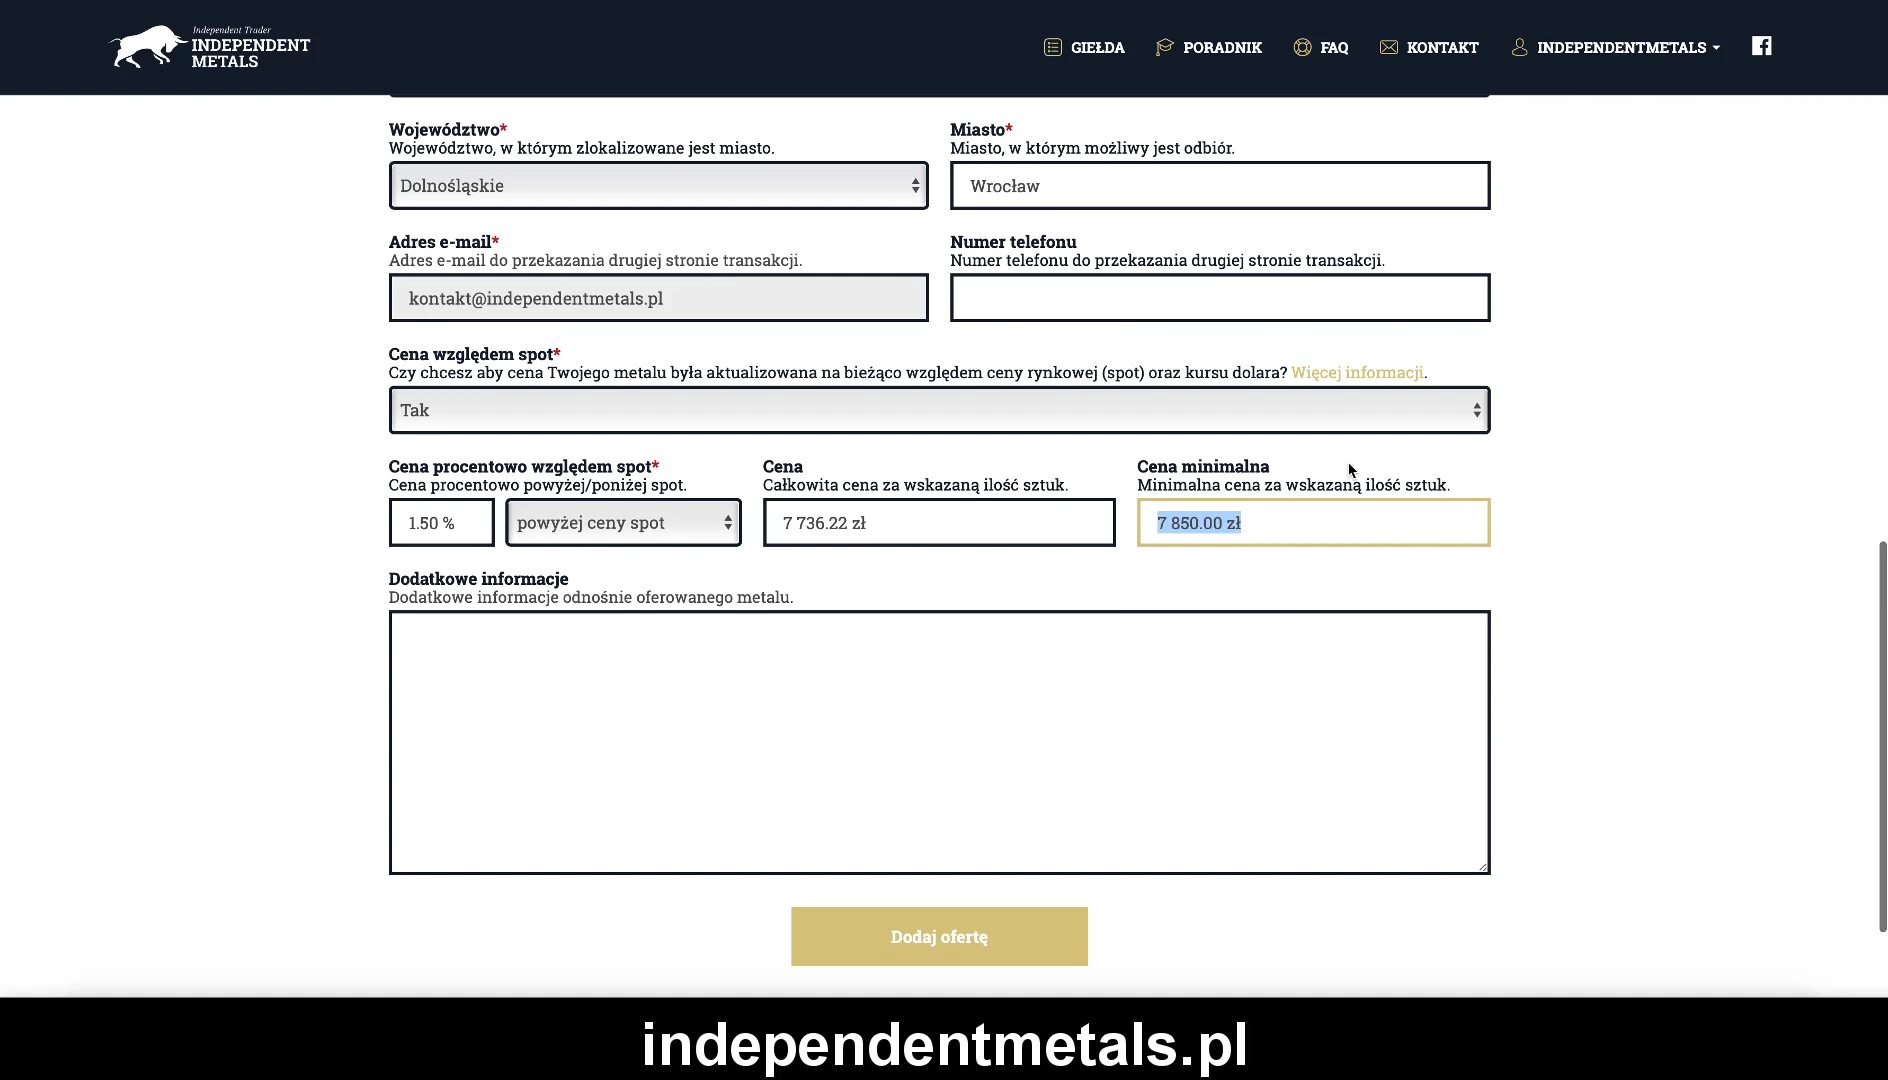 Independent Trader
INDEPENDENT
METALS
GIEŁDA
PORADNIK
FAQ
KONTAKT
INDEPENDENTMETALS
Województwo*
Województwo, w którym zlokalizowane jest miasto.
Dolnośląskie
Miasto*
Miasto, w którym możliwy jest odbiór.
Wrocław
Adres e-mail*
Adres e-mail do przekazania drugiej stronie transakcji.
kontakt@independentmetals.pl
Numer telefonu
Numer telefonu do przekazania drugiej stronie transakcji.
Cena względem spot*
Czy chcesz aby cena Twojego metalu była aktualizowana na bieżąco względem ceny rynkowej (spot) oraz kursu dolara? Więcej informacji.
Tak
Cena procentowo względem spot*
Cena procentowo powyżej/poniżej spot.
1.50 %
powyżej ceny spot
Cena
Całkowita cena za wskazaną ilość sztuk.
7 736.22 zł
Cena minimalna
Minimalna cena za wskazaną ilość sztuk.
7 850.00 zł
Dodatkowe informacje
Dodatkowe informacje odnośnie oferowanego metalu.
Dodaj ofertę
independentmetals.pl